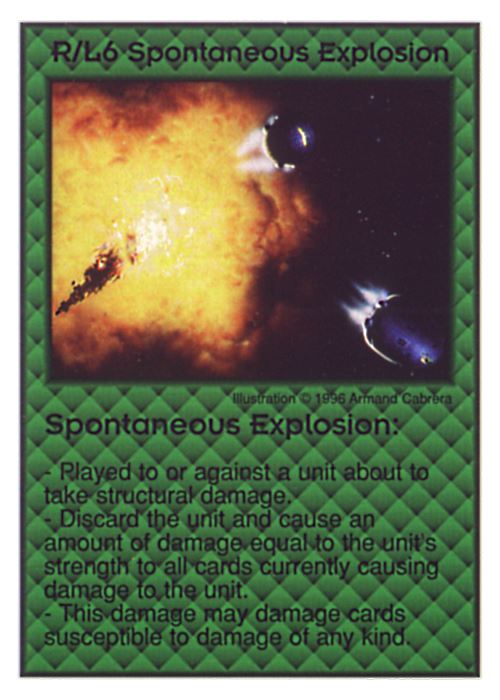 R/L6 Spontaneous Explosion
Illustration © 1996 Armand Cabrera
Spontaneous Explosion:
- Played to or against a unit about to
take structural damage.
- Discard the unit and cause an
amount of damage equal to the unit's
strength to all cards currently causing
damage to the unit.
- This damage may damage cards
susceptible to damage of any kind.